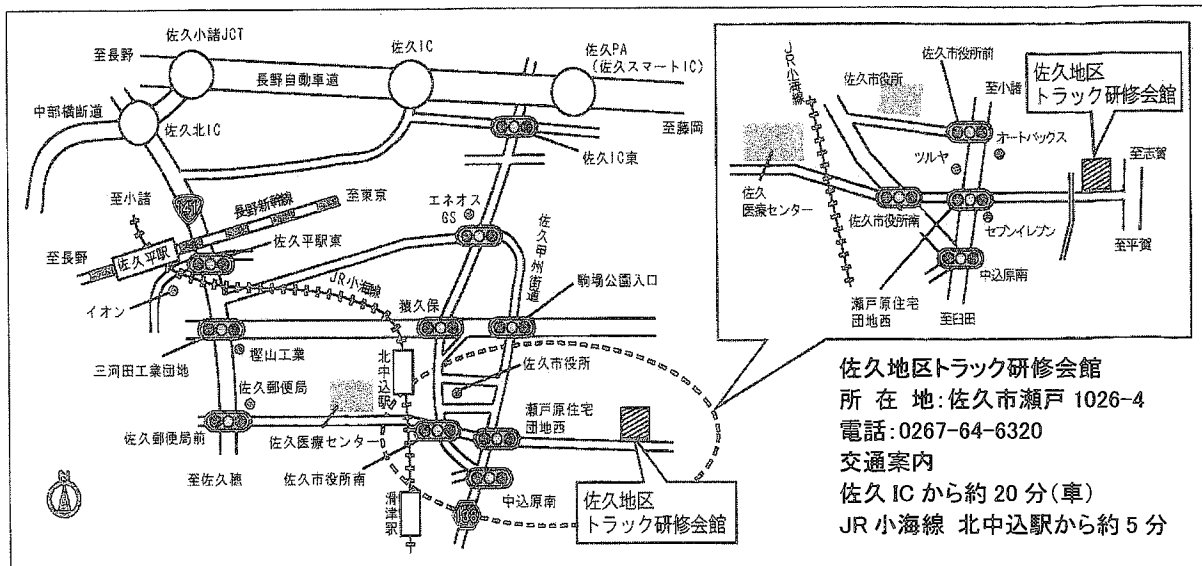 佐久小諸JCT
至長野
長野自動車道
佐久IC
佐久PA
(佐久スマートIC)
至藤岡
中部横断道
佐久北IC
佐久IC東
141
至小諸
長野新幹線
至東京
エネオス
GS
至長野
佐久平駅
佐久平駅東
佐久甲州街道
イオン
JR小海線
猿久保
駒場公園入口
三河田工業団地
樫山工業
北中込駅
佐久市役所
佐久郵便局
瀬戸原住宅
団地西
佐久郵便局前
佐久医療センター
至佐久穂
佐久市役所南
滑津駅
中込原南
佐久地区
トラック研修会館
N
JR小海線
佐久市役所
佐久市役所前
至小諸
佐久地区
トラック研修会館
オートバックス
ツルヤ
至志賀
佐久
医療センター
佐久市役所南
セブンイレブン
至平賀
中込原南
瀬戸原住宅
団地西
至臼田
佐久地区トラック研修会館
所 在 地:佐久市瀬戸 1026-4
電話:0267-64-6320
交通案内
佐久 IC から約 20 分(車)
JR 小海線 北中込駅から約 5 分